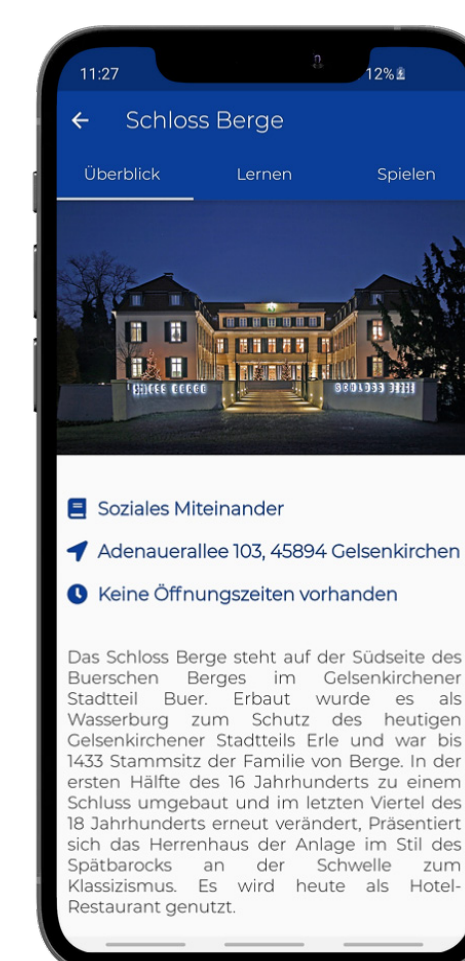 11:27
12%
Schloss Berge
Überblick Lernen Spielen
SCHLOSS BERGE SCHLOSS BERGE
Soziales Miteinander
Adenauerallee 103, 45894 Gelsenkirchen
Keine Öffnungszeiten vorhanden
Das Schloss Berge steht auf der Südseite des
Buerschen Berges im Gelsenkirchener
Stadtteil Buer. Erbaut wurde es als
Wasserburg zum Schutz des heutigen
Gelsenkirchener Stadtteils Erle und war bis
1433 Stammsitz der Familie von Berge. In der
ersten Hälfte des 16 Jahrhunderts zu einem
Schluss umgebaut und im letzten Viertel des
18 Jahrhunderts erneut verändert, Präsentiert
sich das Herrenhaus der Anlage im Stil des
Spätbarocks an der Schwelle zum
Klassizismus. Es wird heute als Hotel-
Restaurant genutzt.